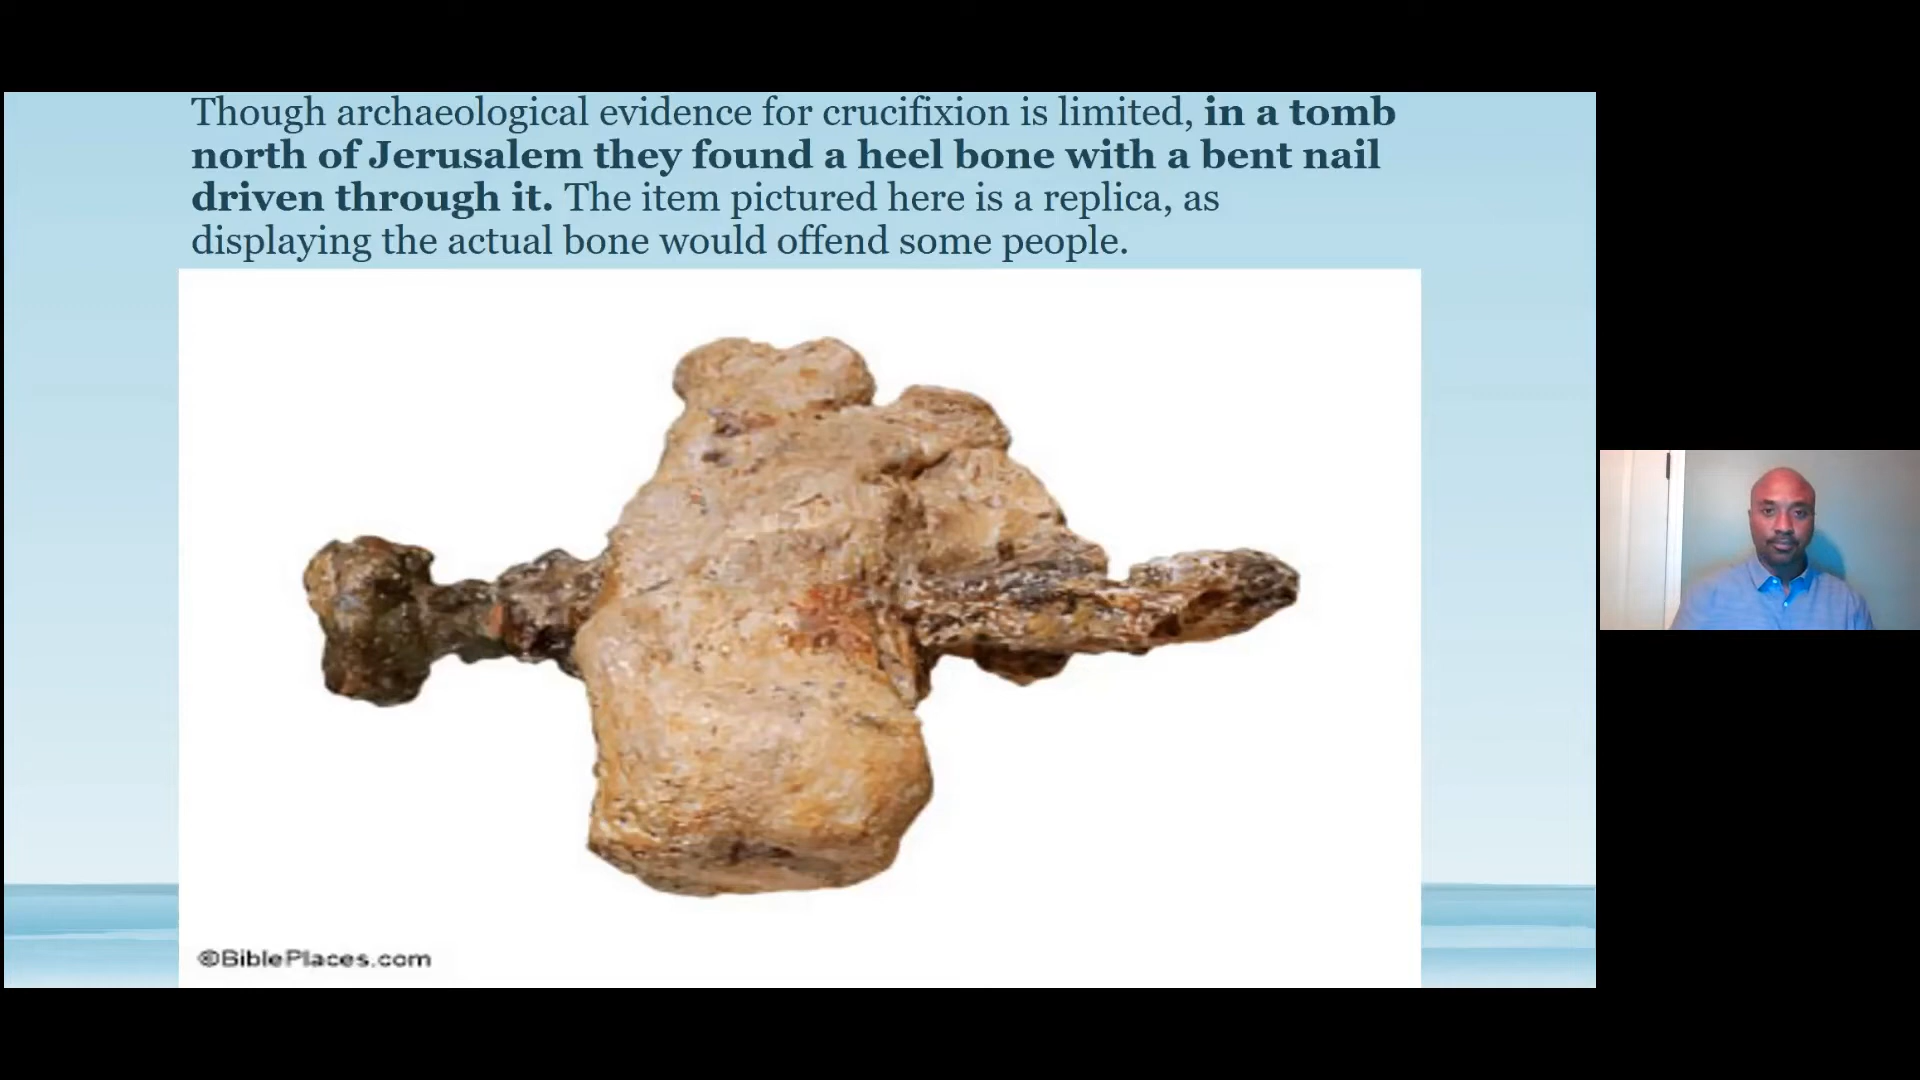 Though archaeological evidence for crucifixion is limited, in a tomb
north of Jerusalem they found a heel bone with a bent nail
driven through it. The item pictured here is a replica, as
displaying the actual bone would offend some people.
©BiblePlaces.com